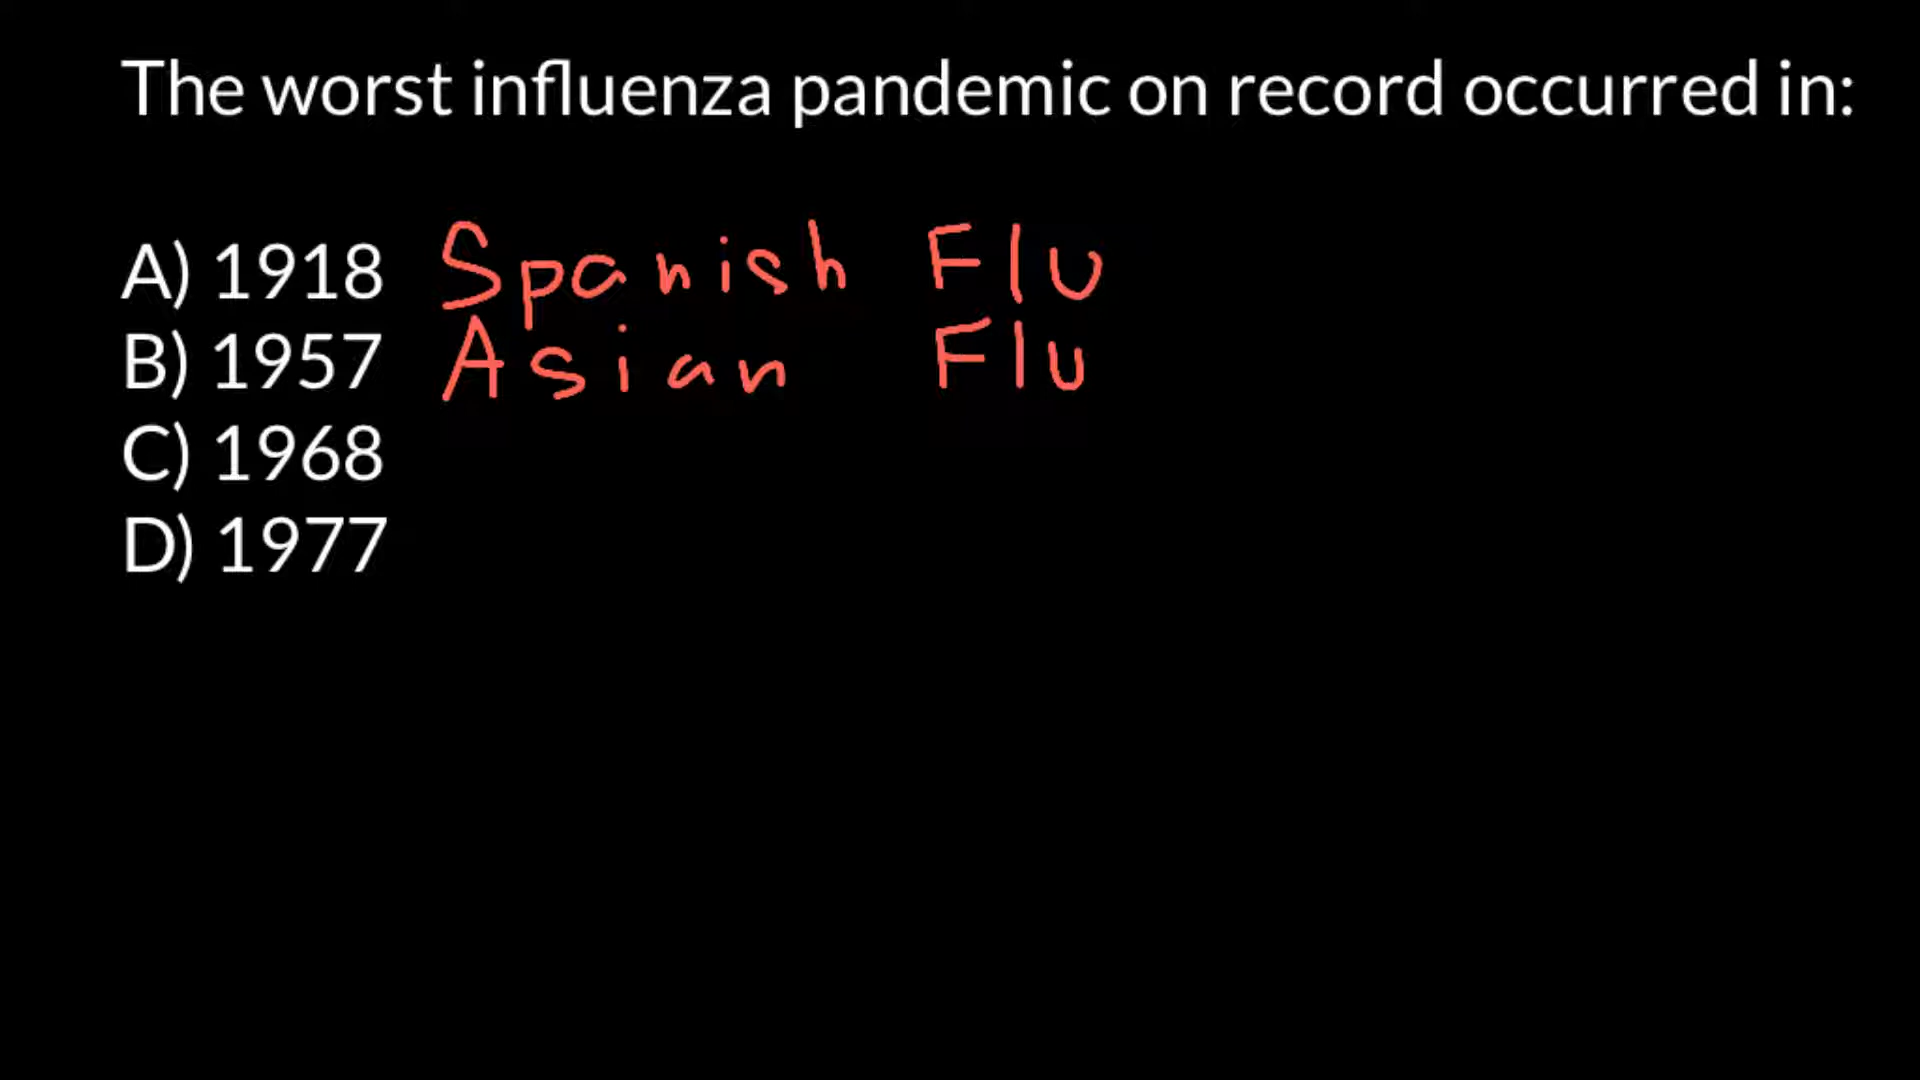 The worst influenza pandemic on record occurred in:
A) 1918 Spanish Flu
B) 1957 Asian Flu
C) 1968
D) 1977